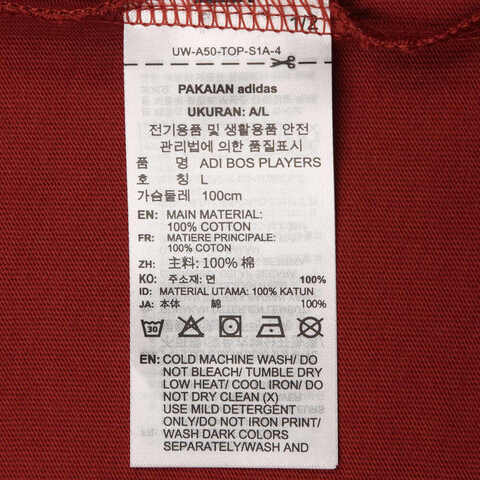 1/2
UW-A50-TOP-S1A-4
PAKAIAN adidas
UKURAN: A/L
전기용품 및 생활용품 안전
관리법에 의한 품질표시
품 명 ADI BOS PLAYERS
호 칭 L
가슴둘레 100cm
EN: MAIN MATERIAL:
100% COTTON
FR: MATIERE PRINCIPALE:
100% COTON
ZH: 主料: 100% 棉
KO: 주소재: 면 100%
ID: MATERIAL UTAMA: 100% KATUN
JA: 本体 綿 100%
30
EN: COLD MACHINE WASH/ DO
NOT BLEACH/ TUMBLE DRY
LOW HEAT/ COOL IRON/ DO
NOT DRY CLEAN (X)
USE MILD DETERGENT
ONLY/DO NOT IRON PRINT/
WASH DARK COLORS
SEPARATELY/WASH AND